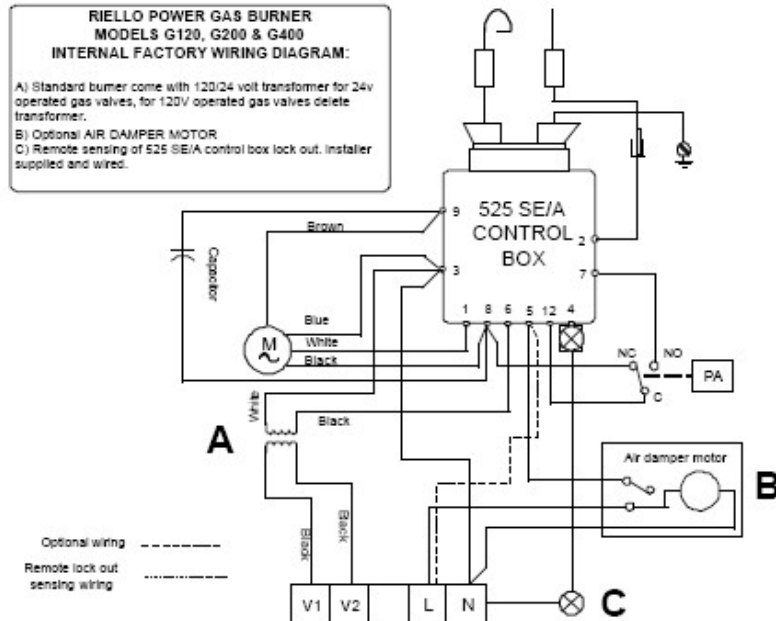 RIELLO POWER GAS BURNER
MODELS G120, G200 & G400
INTERNAL FACTORY WIRING DIAGRAM:
A) Standard burner come with 120/24 volt transformer for 24v
operated gas valves, for 120V operated gas valves delete
transformer.
B) Optional AIR DAMPER MOTOR
C) Remote sensing of 525 SE/A control box lock out. Installer
supplied and wired.
9
525 SE/A
CONTROL
BOX
2
3
7
1 8 6 5 12 4
Brown
Capacitor
Blue
White
Black
M
NC
NO
C
PA
White
Black
A
Air damper motor
B
Black
Black
Optional wiring
Remote lock out
sensing wiring
V1 V2 L N
C